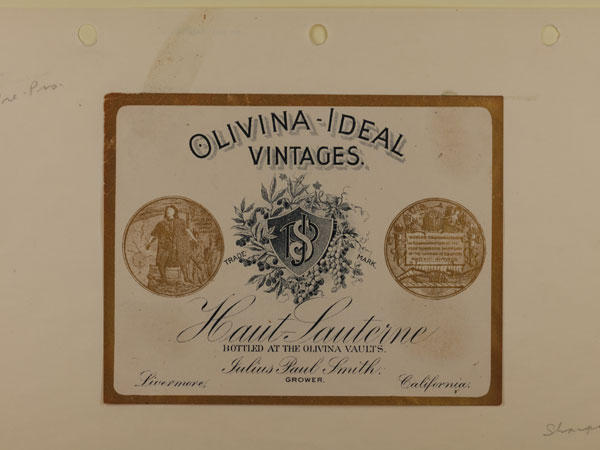 OLIVINA-IDEAL
VINTAGES.
TRADE MARK
Haut-Sauterne
BOTTLED AT THE OLIVINA VAULTS.
Julius Paul Smith,
GROWER.
Livermore, California.